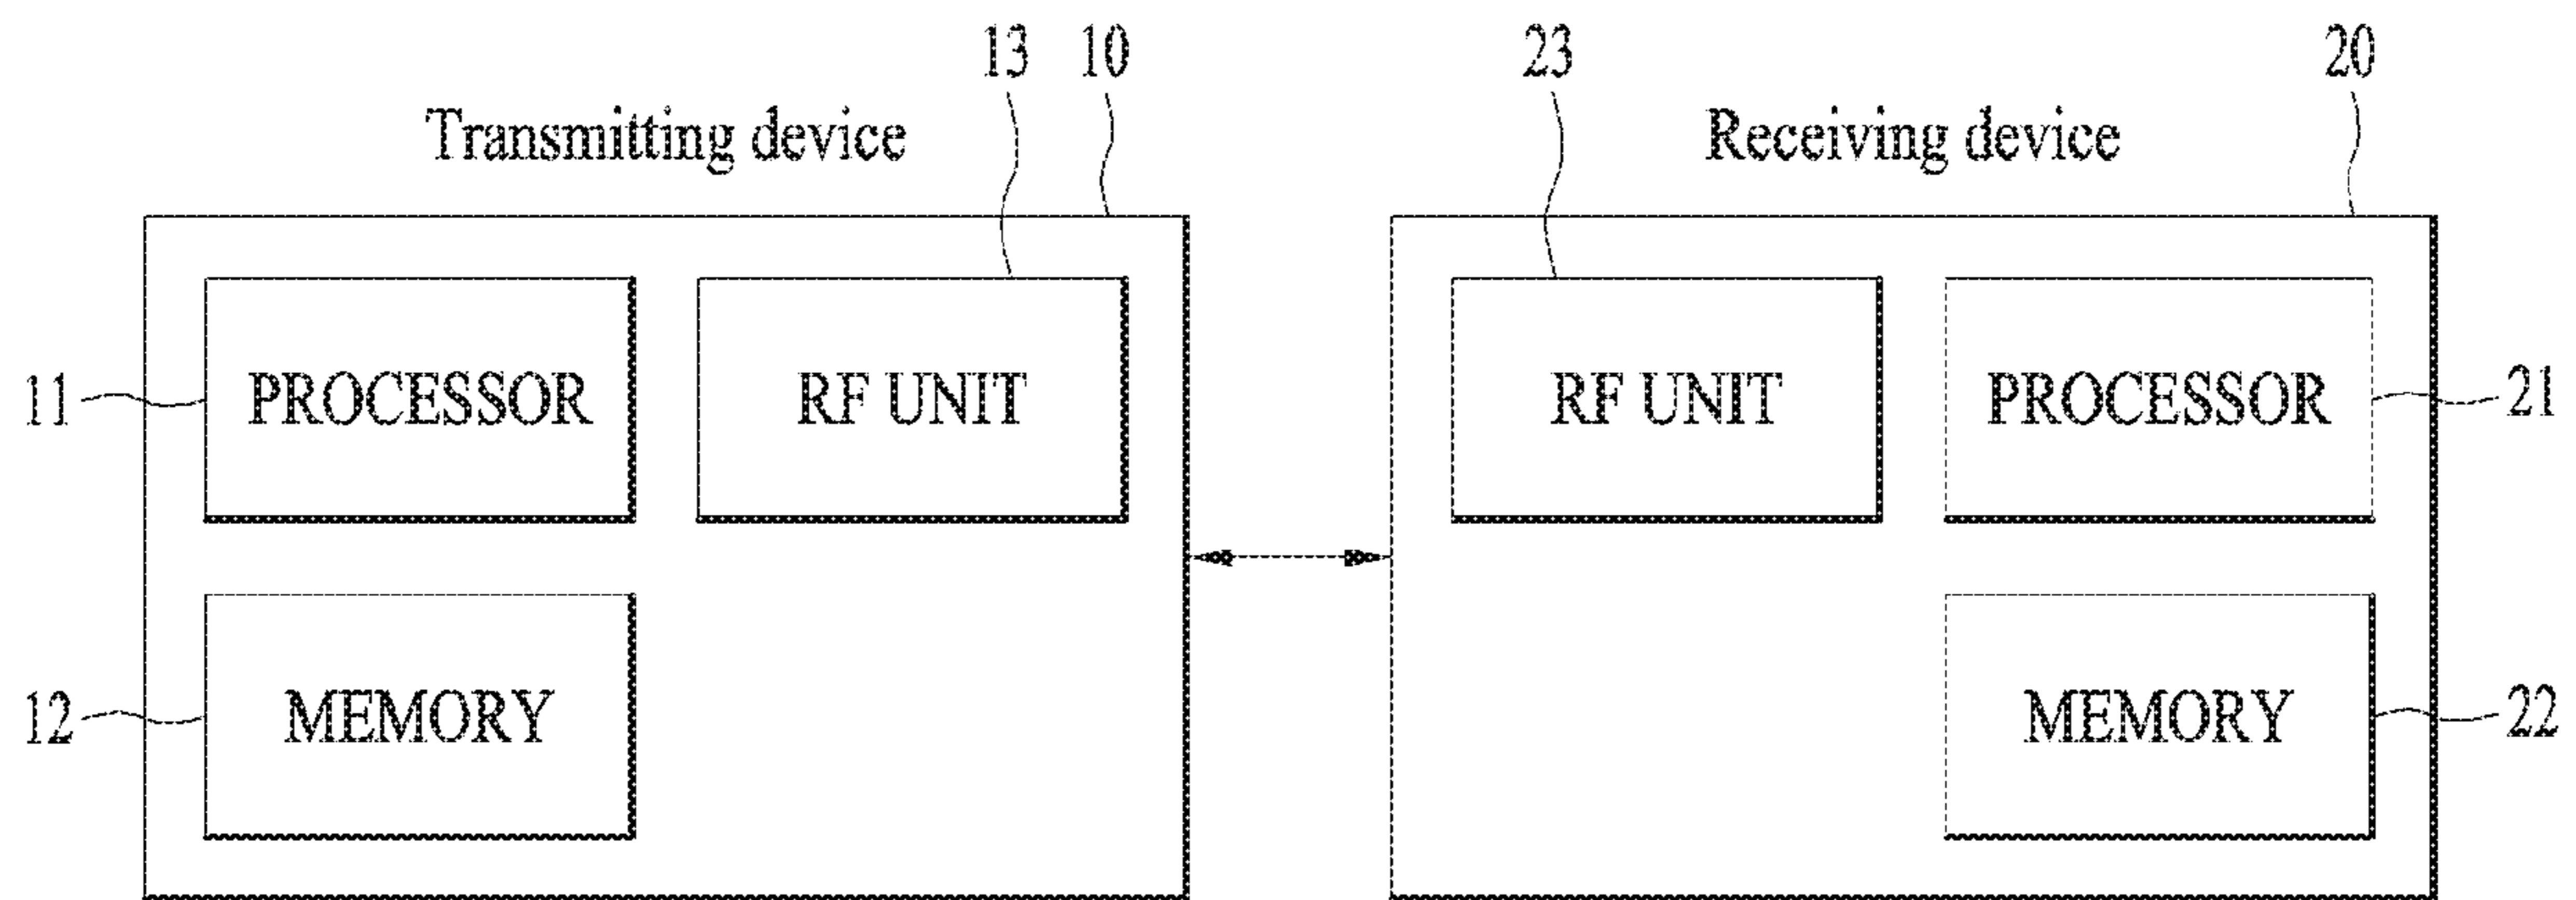 13 10 23 20
Transmitting device Receiving device
11 PROCESSOR RF UNIT RF UNIT PROCESSOR 21
12 MEMORY MEMORY 22